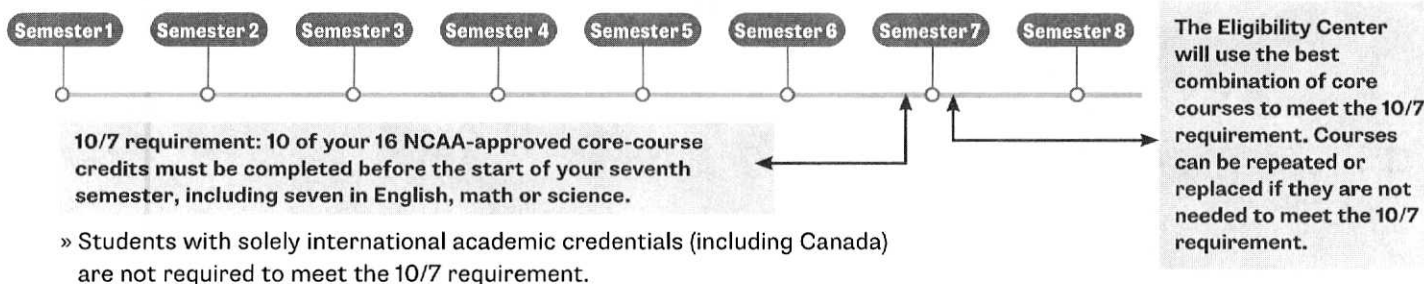 Semester 1
Semester 2
Semester 3
Semester 4
Semester 5
Semester 6
Semester 7
Semester 8
10/7 requirement: 10 of your 16 NCAA-approved core-course
credits must be completed before the start of your seventh
semester, including seven in English, math or science.
» Students with solely international academic credentials (including Canada)
are not required to meet the 10/7 requirement.
The Eligibility Center
will use the best
combination of core
courses to meet the 10/7
requirement. Courses
can be repeated or
replaced if they are not
needed to meet the 10/7
requirement.